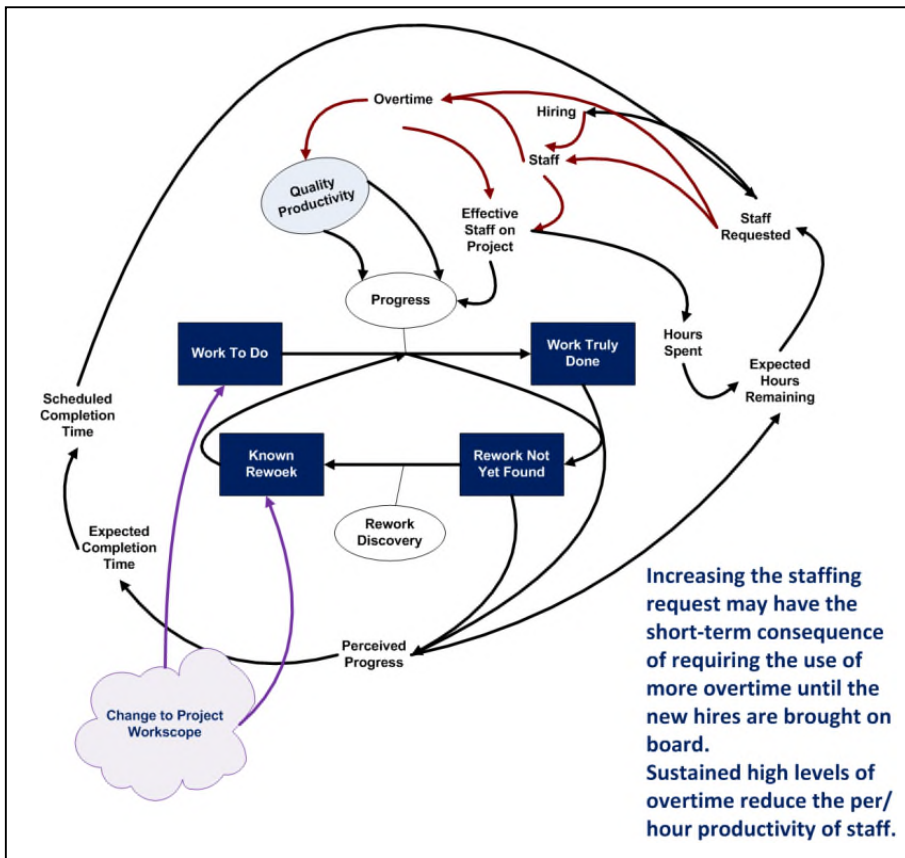 Overtime
Hiring
Staff
Quality
Productivity
Effective
Staff on
Project
Staff
Requested
Progress
Work To Do
Work Truly
Done
Hours
Spent
Expected
Hours
Remaining
Scheduled
Completion
Time
Known
Rewoek
Rework Not
Yet Found
Rework
Discovery
Expected
Completion
Time
Perceived
Progress
Change to Project
Workscope
Increasing the staffing
request may have the
short-term consequence
of requiring the use of
more overtime until the
new hires are brought on
board.
Sustained high levels of
overtime reduce the per/
hour productivity of staff.